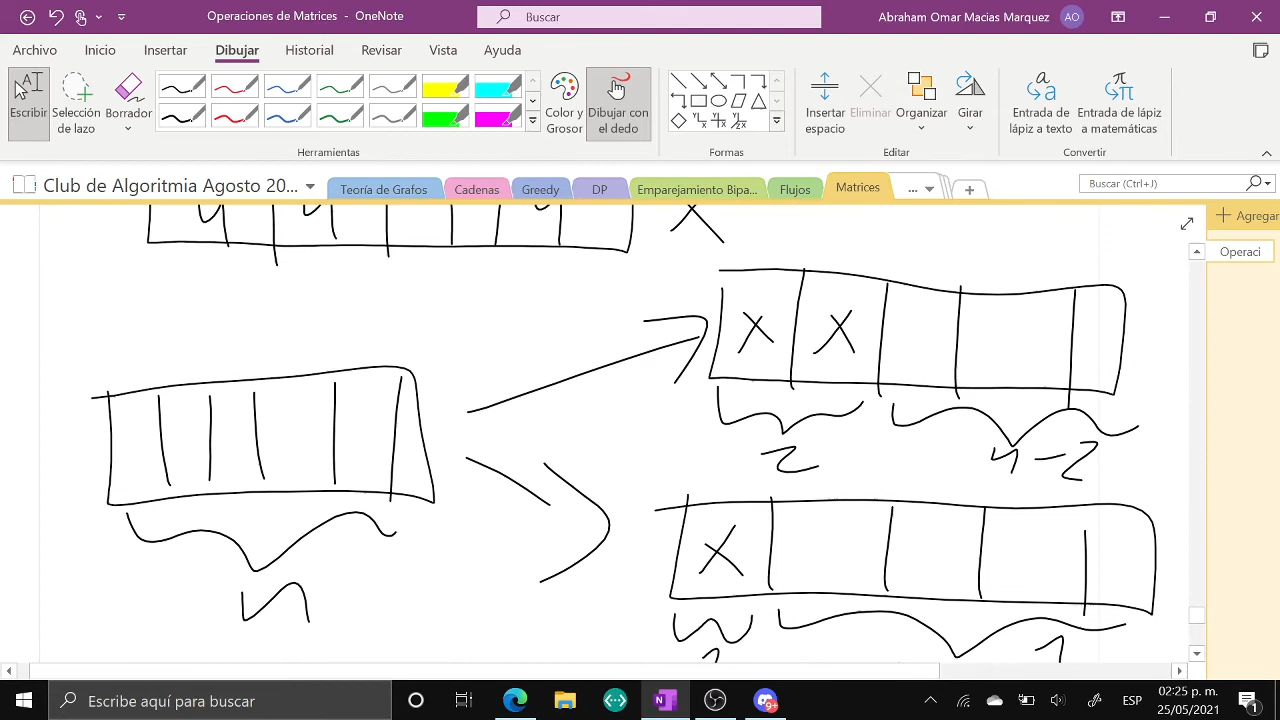 Operaciones de Matrices - OneNote
Buscar
Abraham Omar Macias Marquez
AO
Archivo
Inicio
Insertar
Dibujar
Historial
Revisar
Vista
Ayuda
Escribir
Selección de lazo
Borrador
Color y Grosor
Dibujar con el dedo
Insertar espacio
Eliminar
Organizar
Girar
Entrada de lápiz a texto
Entrada de lápiz a matemáticas
Herramientas
Formas
Editar
Convertir
Club de Algoritmia Agosto 20...
Teoría de Grafos
Cadenas
Greedy
DP
Emparejamiento Bipa...
Flujos
Matrices
...
Buscar (Ctrl+J)
Agregar
Operaci
X
X X
2
n-2
n
X
Escribe aquí para buscar
9+
ESP
02:25 p. m.
25/05/2021
1